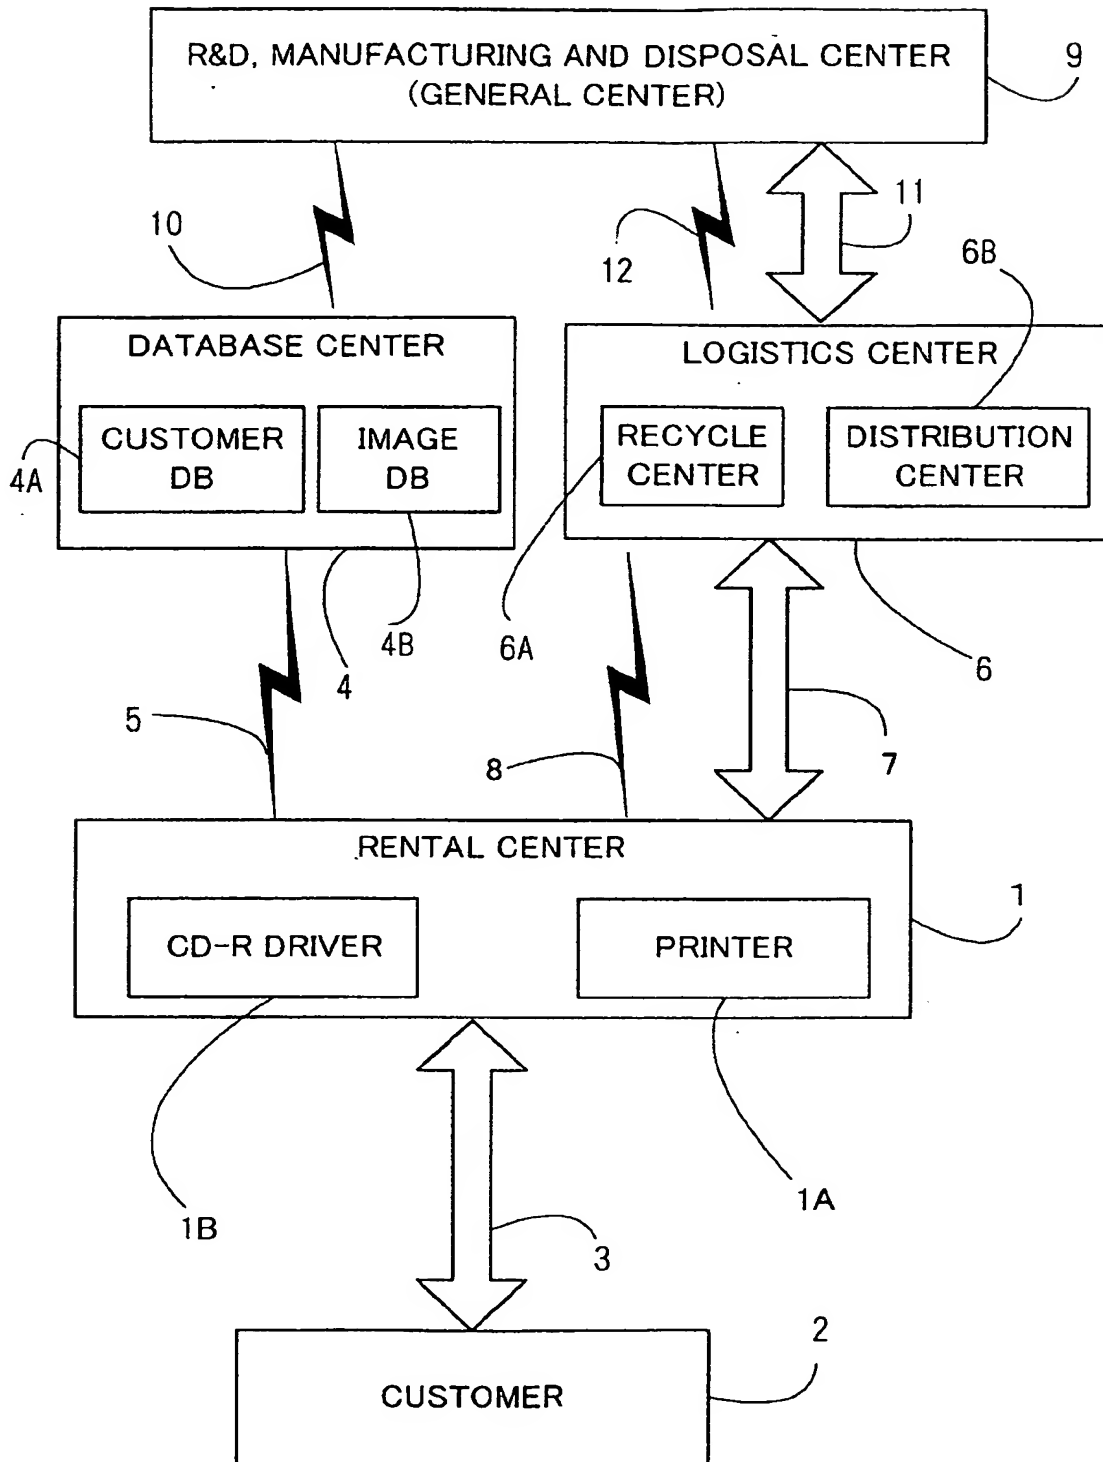 R&D, MANUFACTURING AND DISPOSAL CENTER
(GENERAL CENTER)
9
10
12
11
6B
DATABASE CENTER
LOGISTICS CENTER
CUSTOMER
DB
IMAGE
DB
RECYCLE
CENTER
DISTRIBUTION
CENTER
4A
4B
4
6A
6
5
8
7
RENTAL CENTER
1
CD-R DRIVER
PRINTER
1B
1A
3
2
CUSTOMER